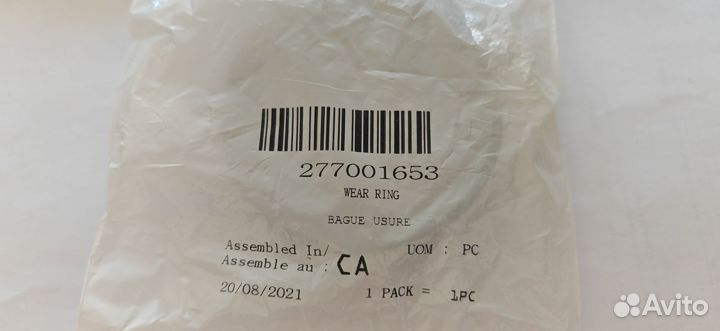 277001653
WEAR RING
BAGUE USURE
Assembled In/ UOM : PC
Assemble au : CA
20/08/2021 1 PACK = 1PC
Avito